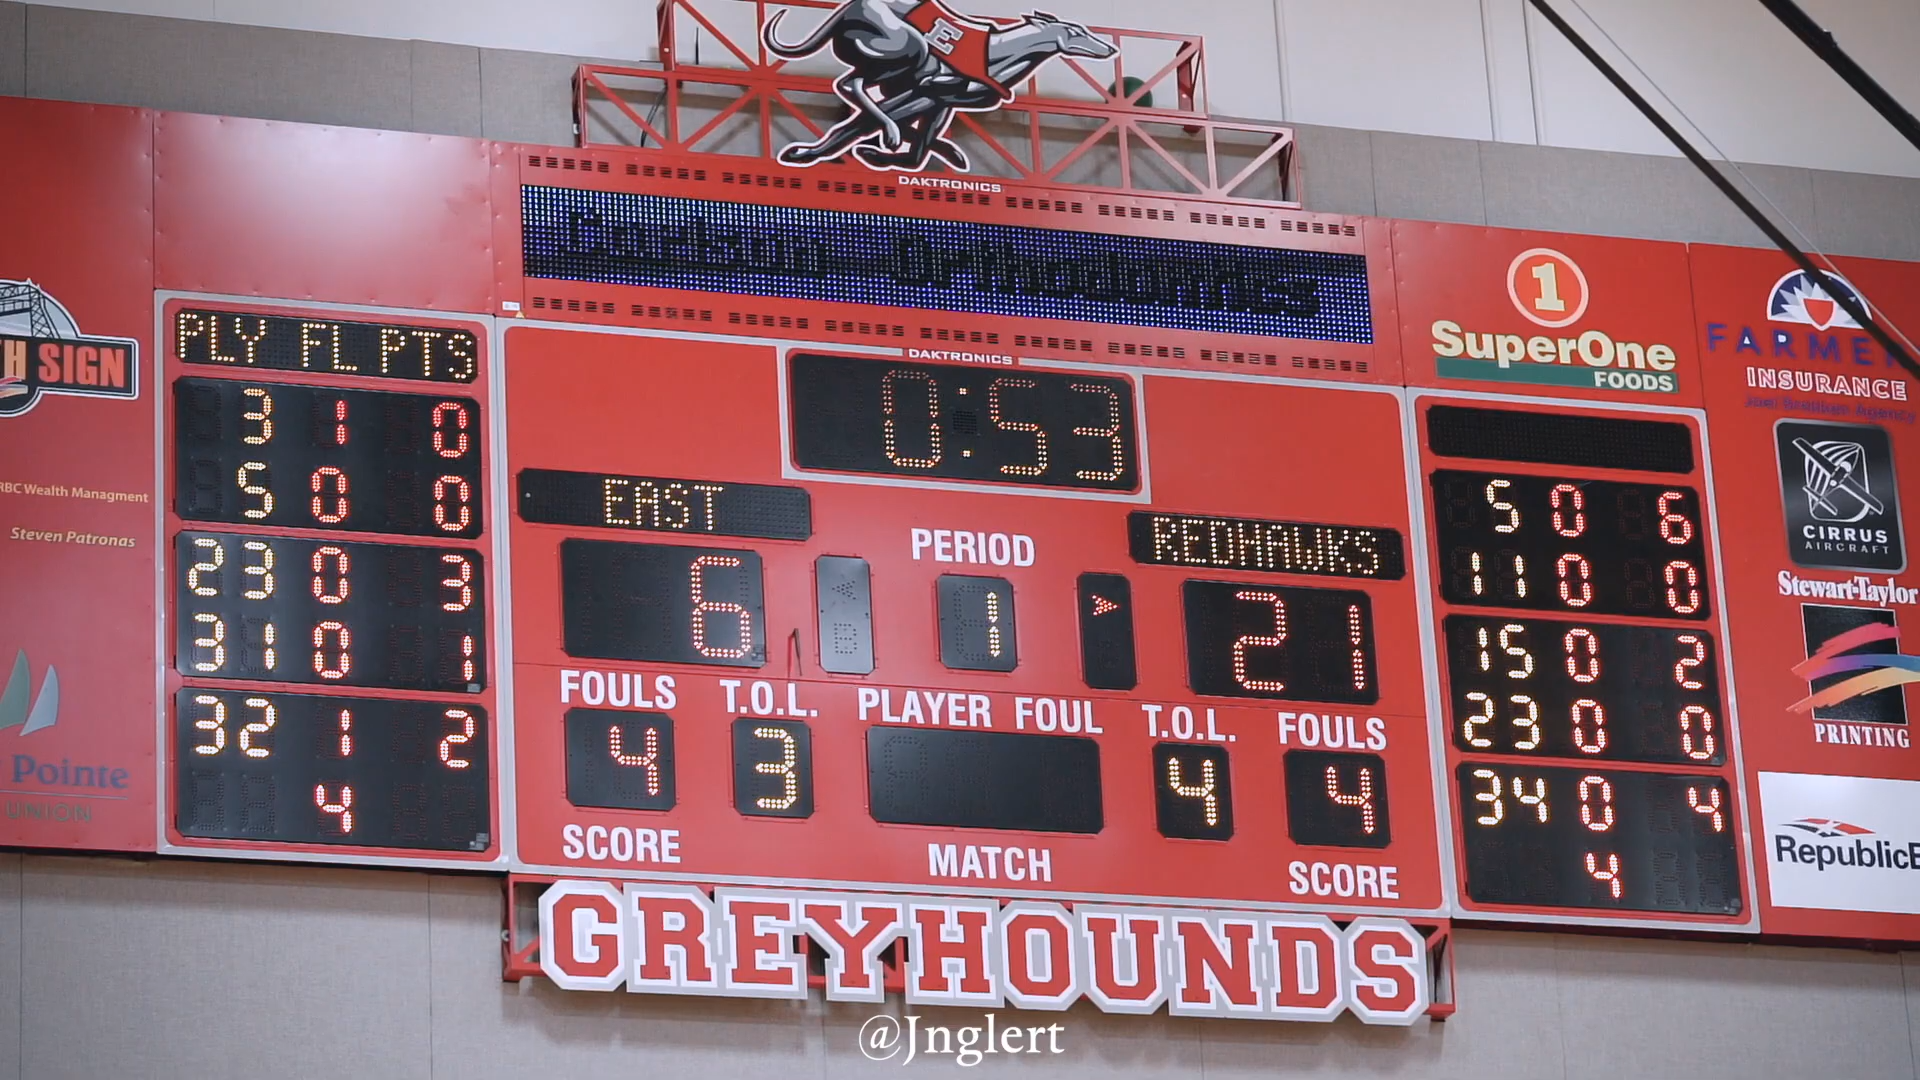 E
DAKTRONICS
Orthodontics
DAKTRONICS
H SIGN
RBC Wealth Managment
Steven Patronas
Pointe
UNION
PLY FL PTS
3 1 0
5 0 0
23 0 3
31 0 1
32 1 2
4
0:53
EAST
REDHAWKS
PERIOD
6
A
B
1
21
FOULS
T.O.L.
PLAYER FOUL
T.O.L.
FOULS
4
3
4
4
SCORE
MATCH
SCORE
GREYHOUNDS
1
SuperOne
FOODS
5 0 6
11 0 0
15 0 2
23 0 0
34 0 4
4
FARME
INSURANCE
CIRRUS
AIRCRAFT
Stewart-Taylor
PRINTING
Republic
@Jnglert